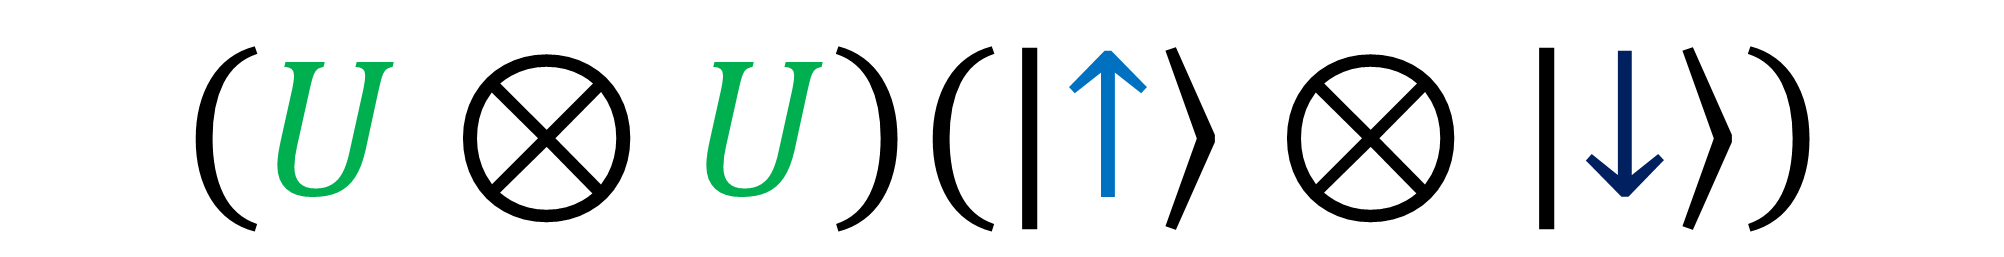 (U ⊗ U)(|↑⟩ ⊗ |↓⟩)